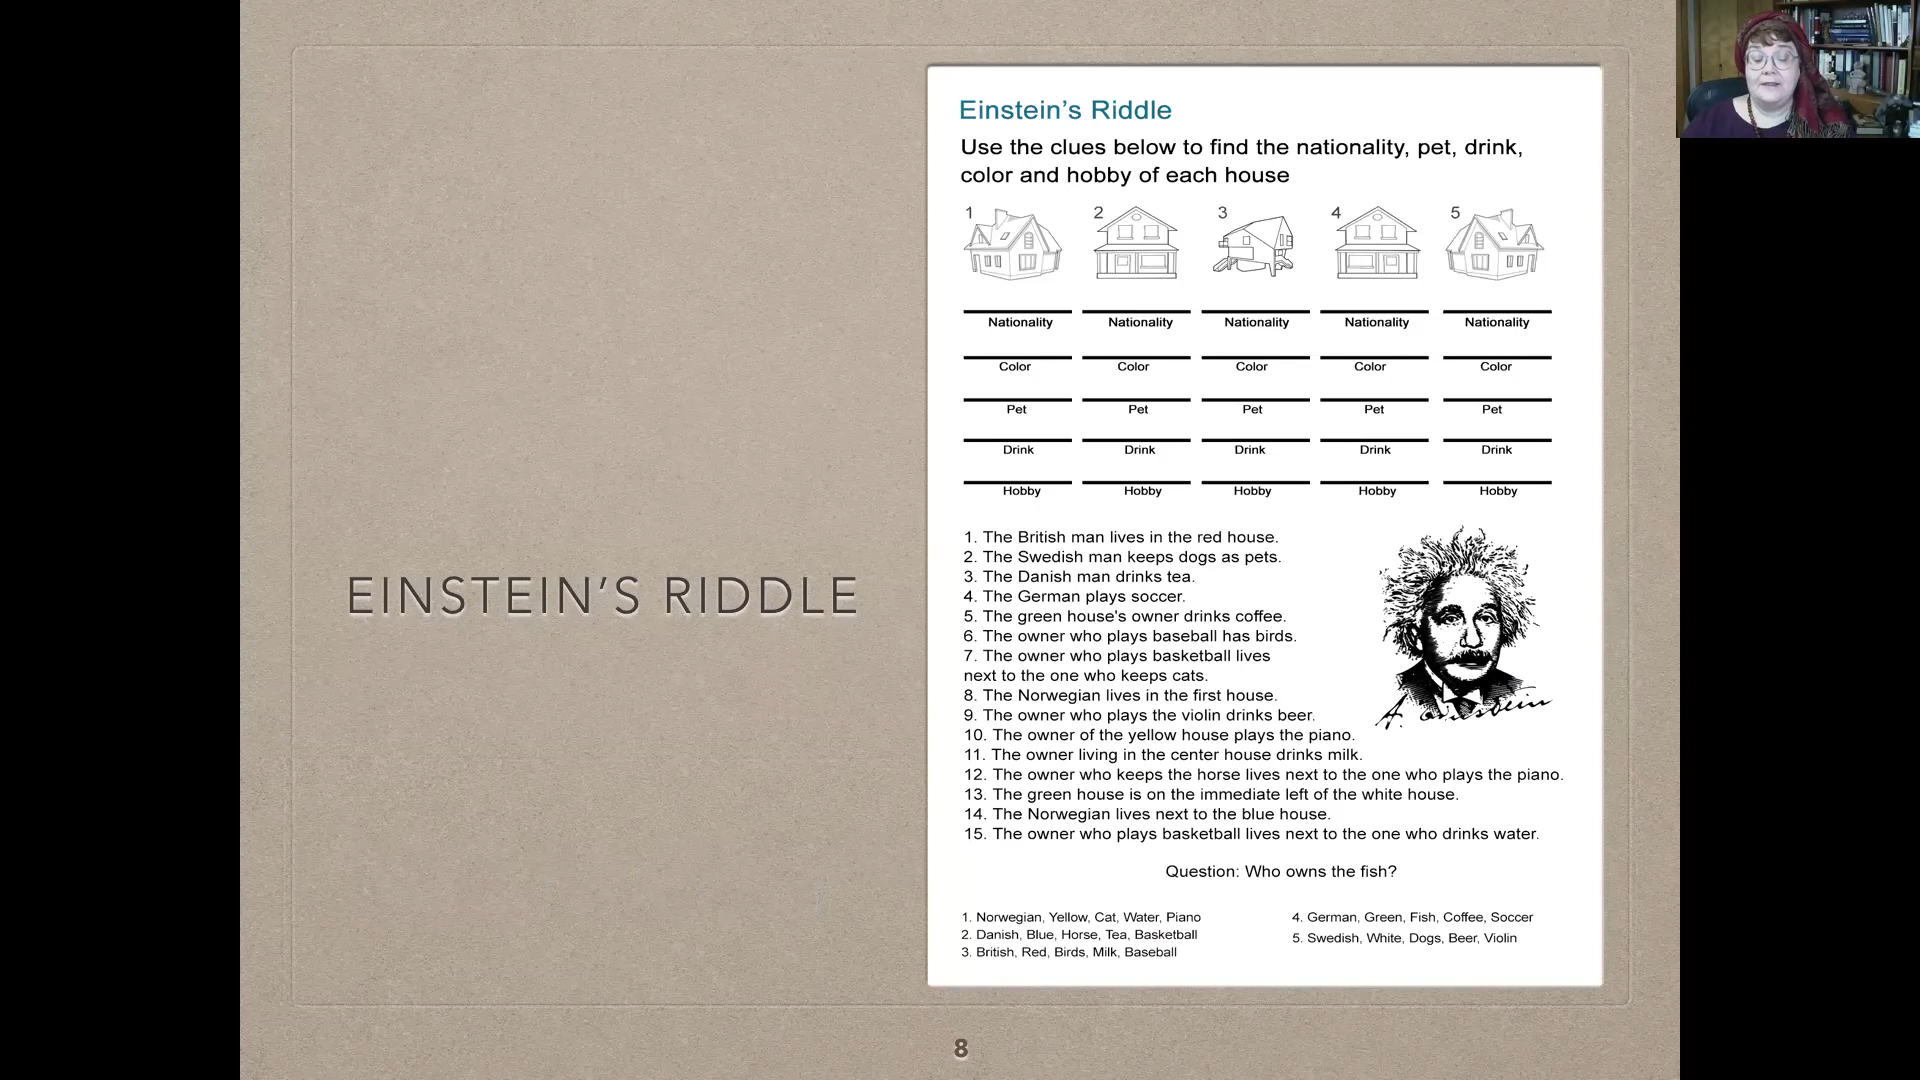 EINSTEIN’S RIDDLE
Einstein’s Riddle
Use the clues below to find the nationality, pet, drink,
color and hobby of each house
1 2 3 4 5
Nationality Nationality Nationality Nationality Nationality
Color Color Color Color Color
Pet Pet Pet Pet Pet
Drink Drink Drink Drink Drink
Hobby Hobby Hobby Hobby Hobby
1. The British man lives in the red house.
2. The Swedish man keeps dogs as pets.
3. The Danish man drinks tea.
4. The German plays soccer.
5. The green house's owner drinks coffee.
6. The owner who plays baseball has birds.
7. The owner who plays basketball lives
next to the one who keeps cats.
8. The Norwegian lives in the first house.
9. The owner who plays the violin drinks beer.
10. The owner of the yellow house plays the piano.
11. The owner living in the center house drinks milk.
12. The owner who keeps the horse lives next to the one who plays the piano.
13. The green house is on the immediate left of the white house.
14. The Norwegian lives next to the blue house.
15. The owner who plays basketball lives next to the one who drinks water.
A. Einstein
Question: Who owns the fish?
1. Norwegian, Yellow, Cat, Water, Piano
2. Danish, Blue, Horse, Tea, Basketball
3. British, Red, Birds, Milk, Baseball
4. German, Green, Fish, Coffee, Soccer
5. Swedish, White, Dogs, Beer, Violin
8